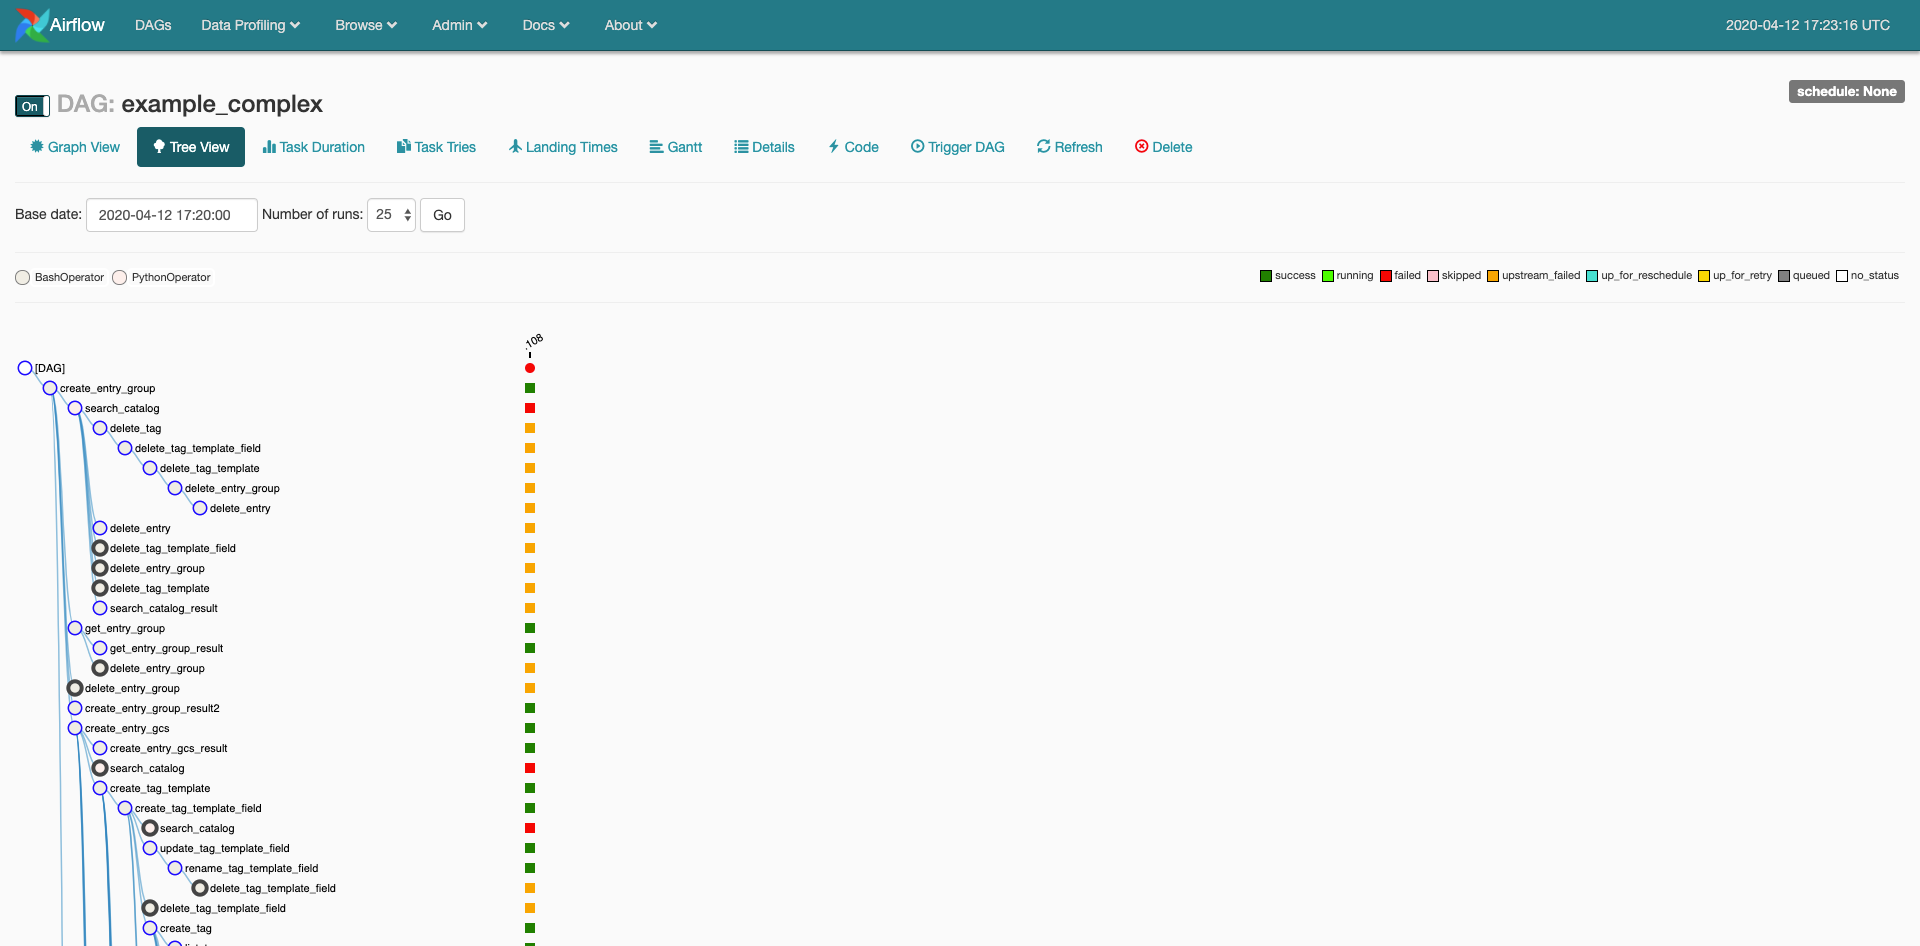 Airflow DAGs Data Profiling Browse Admin Docs About 2020-04-12 17:23:16 UTC
On DAG: example_complex schedule: None
Graph View Tree View Task Duration Task Tries Landing Times Gantt Details Code Trigger DAG Refresh Delete
Base date: 2020-04-12 17:20:00 Number of runs: 25 Go
BashOperator PythonOperator success running failed skipped upstream_failed up_for_reschedule up_for_retry queued no_status
.108
[DAG]
create_entry_group
search_catalog
delete_tag
delete_tag_template_field
delete_tag_template
delete_entry_group
delete_entry
delete_entry
delete_tag_template_field
delete_entry_group
delete_tag_template
search_catalog_result
get_entry_group
get_entry_group_result
delete_entry_group
delete_entry_group
create_entry_group_result2
create_entry_gcs
create_entry_gcs_result
search_catalog
create_tag_template
create_tag_template_field
search_catalog
update_tag_template_field
rename_tag_template_field
delete_tag_template_field
delete_tag_template_field
create_tag